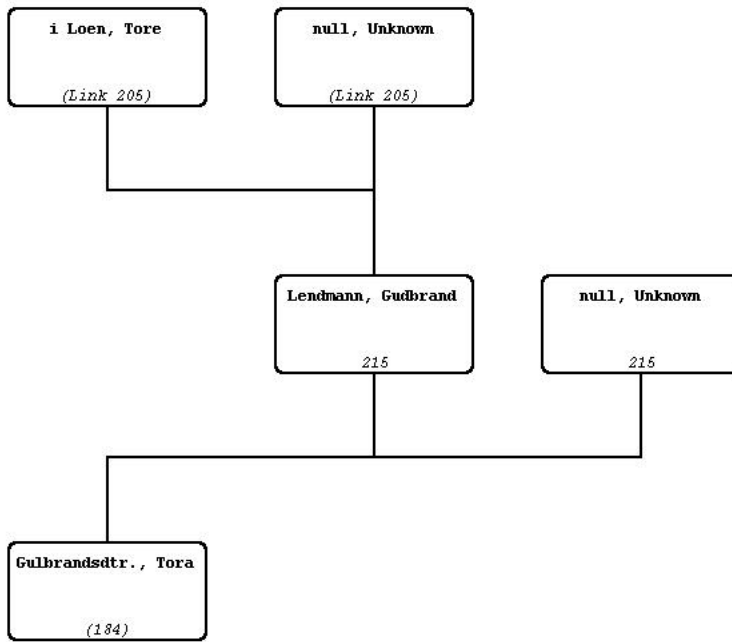 i Loen, Tore
(Link 205)
null, Unknown
(Link 205)
Lendmann, Gudbrand
215
null, Unknown
215
Gulbrandsdtr., Tora
(184)